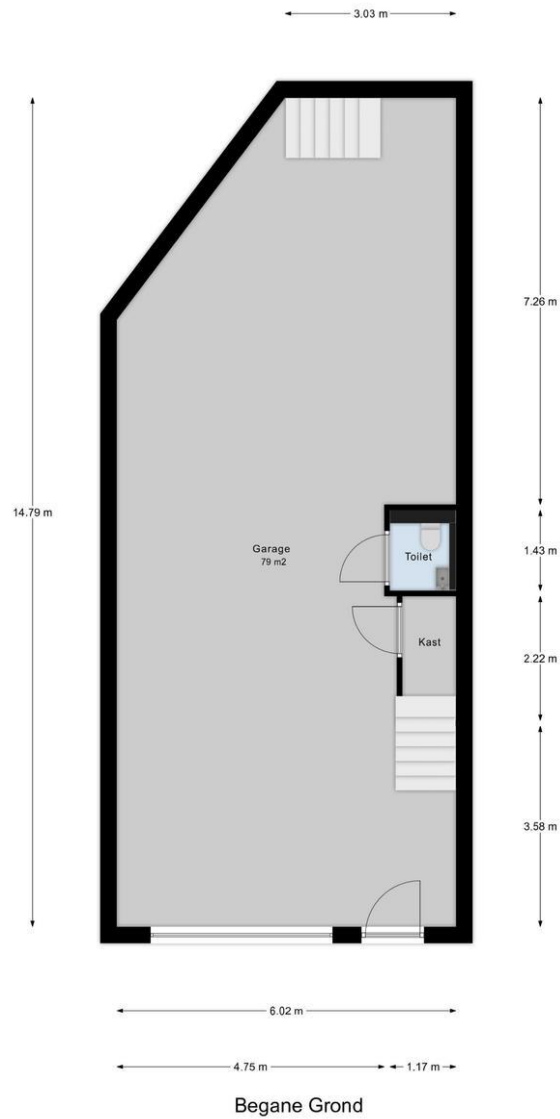 3.03 m
7.26 m
14.79 m
Garage
79 m2
Toilet
1.43 m
Kast
2.22 m
3.58 m
6.02 m
4.75 m
1.17 m
Begane Grond